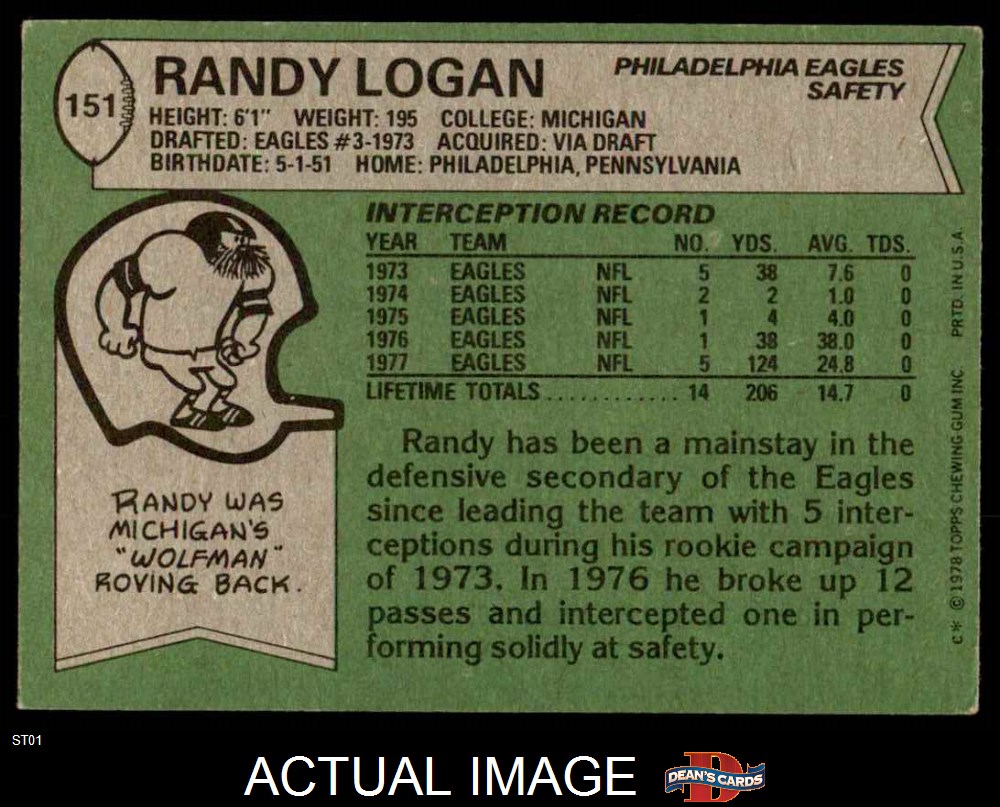 151
RANDY LOGAN
PHILADELPHIA EAGLES
SAFETY
HEIGHT: 6'1" WEIGHT: 195 COLLEGE: MICHIGAN
DRAFTED: EAGLES #3-1973 ACQUIRED: VIA DRAFT
BIRTHDATE: 5-1-51 HOME: PHILADELPHIA, PENNSYLVANIA
INTERCEPTION RECORD
YEAR TEAM NO. YDS. AVG. TDS.
1973 EAGLES NFL 5 38 7.6 0
1974 EAGLES NFL 2 2 1.0 0
1975 EAGLES NFL 1 4 4.0 0
1976 EAGLES NFL 1 38 38.0 0
1977 EAGLES NFL 5 124 24.8 0
LIFETIME TOTALS............ 14 206 14.7 0
Randy has been a mainstay in the
defensive secondary of the Eagles
since leading the team with 5 inter-
ceptions during his rookie campaign
of 1973. In 1976 he broke up 12
passes and intercepted one in per-
forming solidly at safety.
RANDY WAS
MICHIGAN'S
"WOLFMAN"
ROVING BACK.
C* © 1978 TOPPS CHEWING GUM INC. PRTD. IN U.S.A.
ST01
ACTUAL IMAGE
D
DEAN'S CARDS